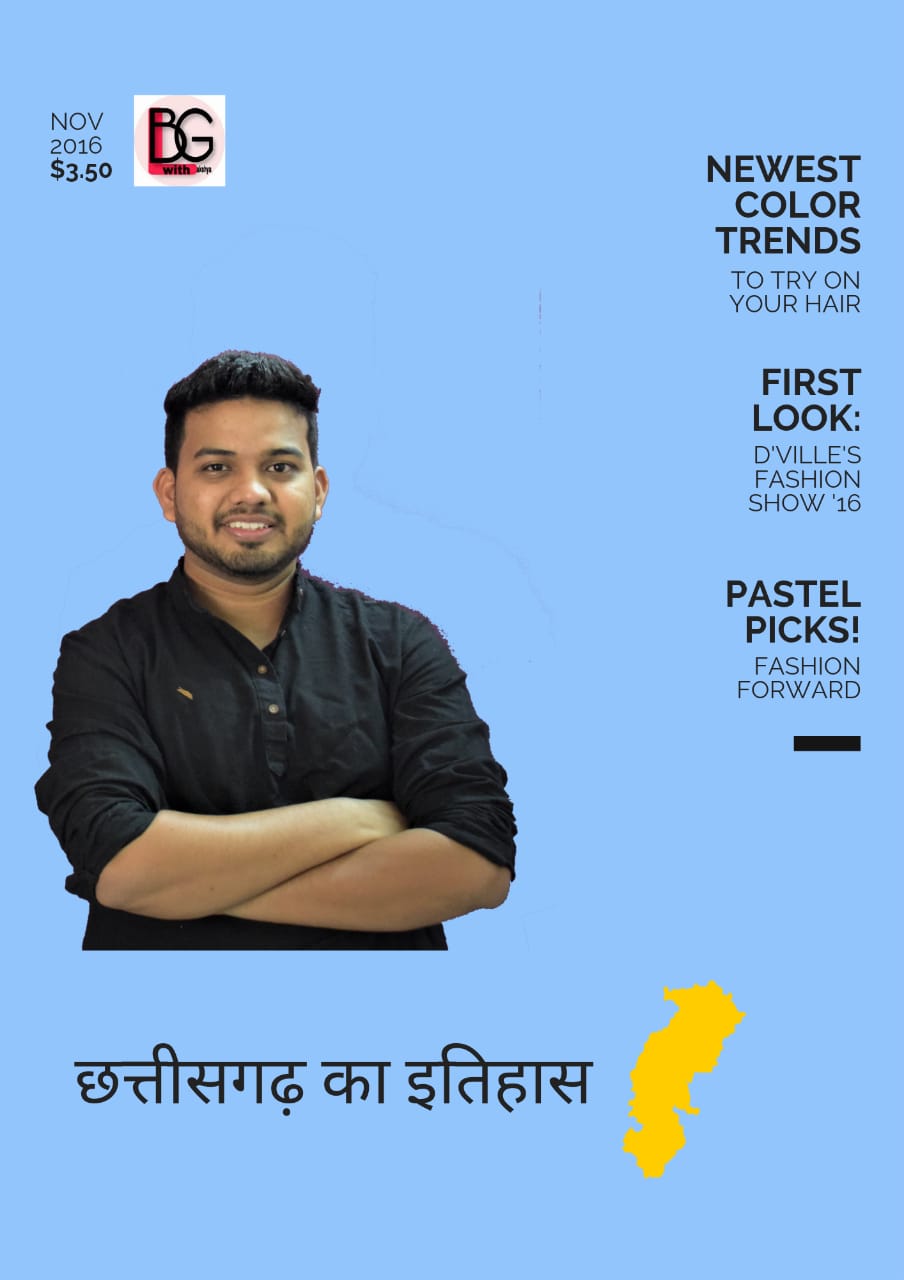 NOV
2016
$3.50
BG
with
NEWEST
COLOR
TRENDS
TO TRY ON
YOUR HAIR
FIRST
LOOK:
D'VILLE'S
FASHION
SHOW '16
PASTEL
PICKS!
FASHION
FORWARD
छत्तीसगढ़ का इतिहास